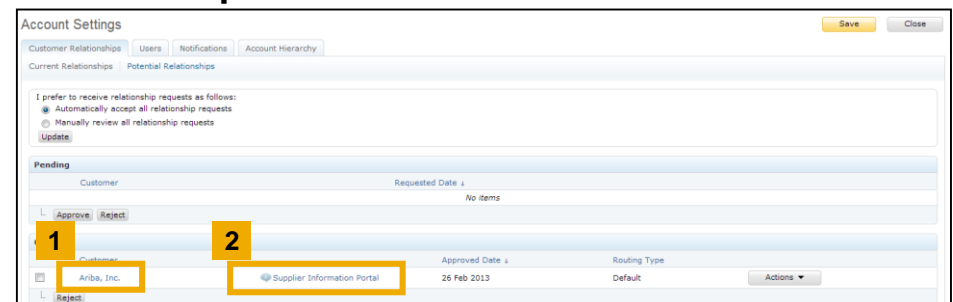 Account Settings
Save Close
Customer Relationships Users Notifications Account Hierarchy
Current Relationships Potential Relationships
I prefer to receive relationship requests as follows:
Automatically accept all relationship requests
Manually review all relationship requests
Update
Pending
Customer Requested Date ↓
No items
Approve Reject
1 2
Customer Approved Date ↓ Routing Type
Ariba, Inc. Supplier Information Portal 26 Feb 2013 Default Actions ▼
Reject